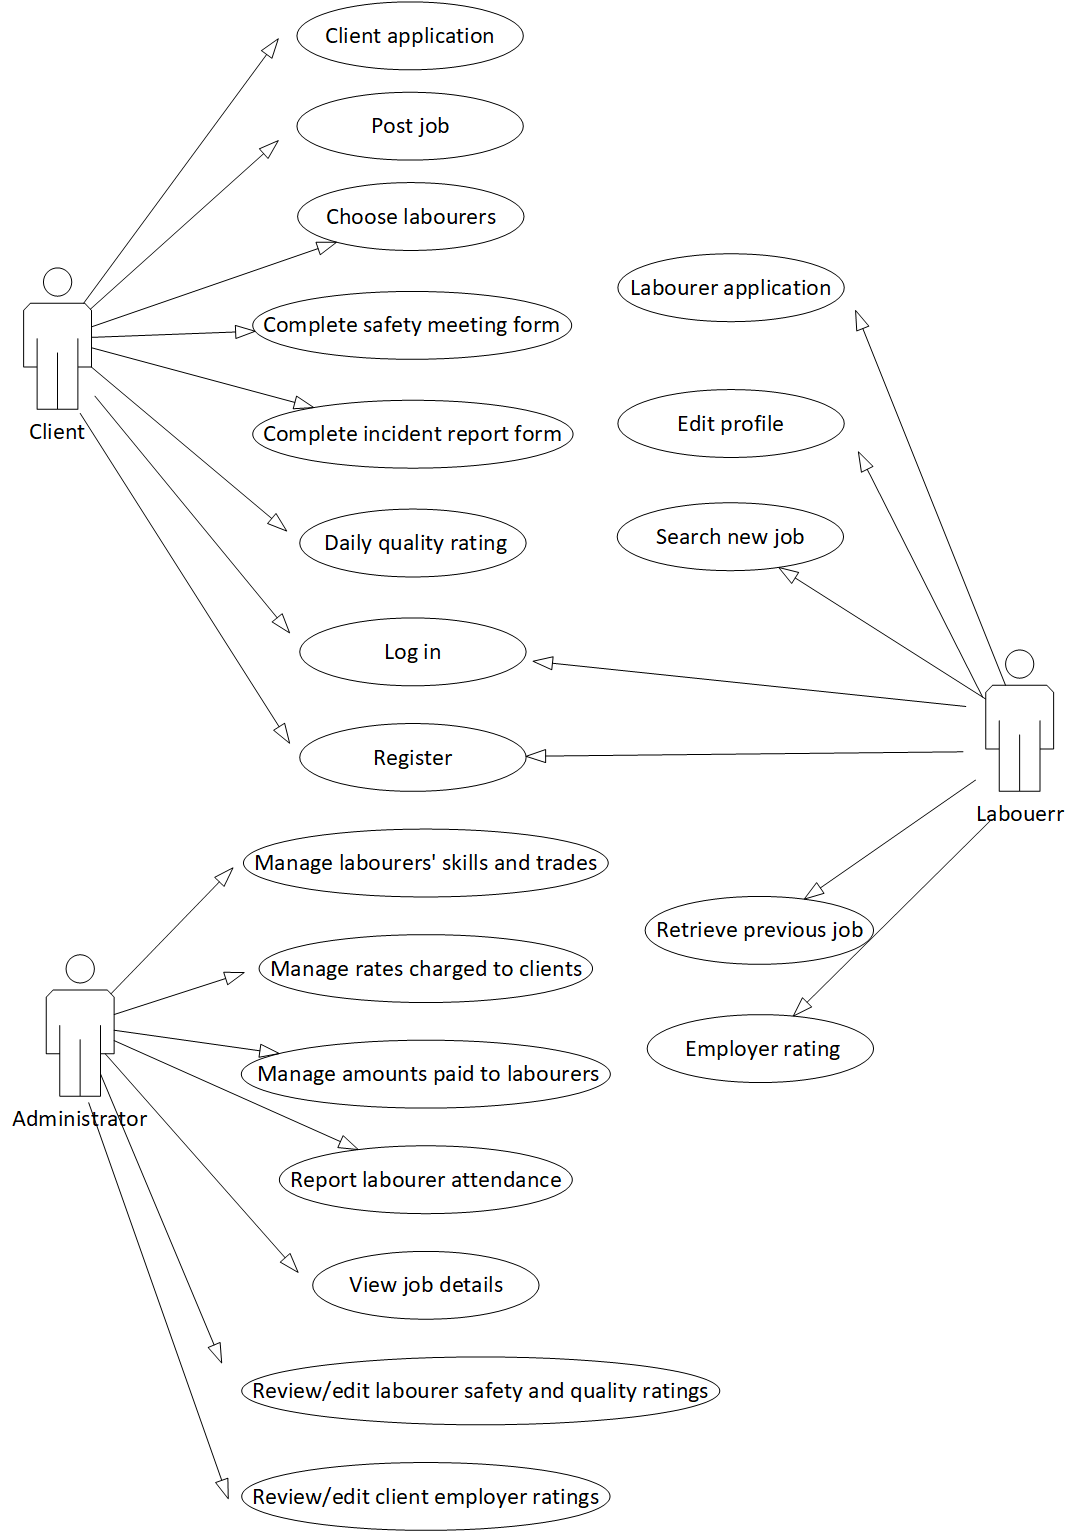 Client application
Post job
Choose labourers
Labourer application
Complete safety meeting form
Edit profile
Client
Complete incident report form
Search new job
Daily quality rating
Log in
Register
Labouerr
Manage labourers' skills and trades
Retrieve previous job
Manage rates charged to clients
Employer rating
Manage amounts paid to labourers
Administrator
Report labourer attendance
View job details
Review/edit labourer safety and quality ratings
Review/edit client employer ratings